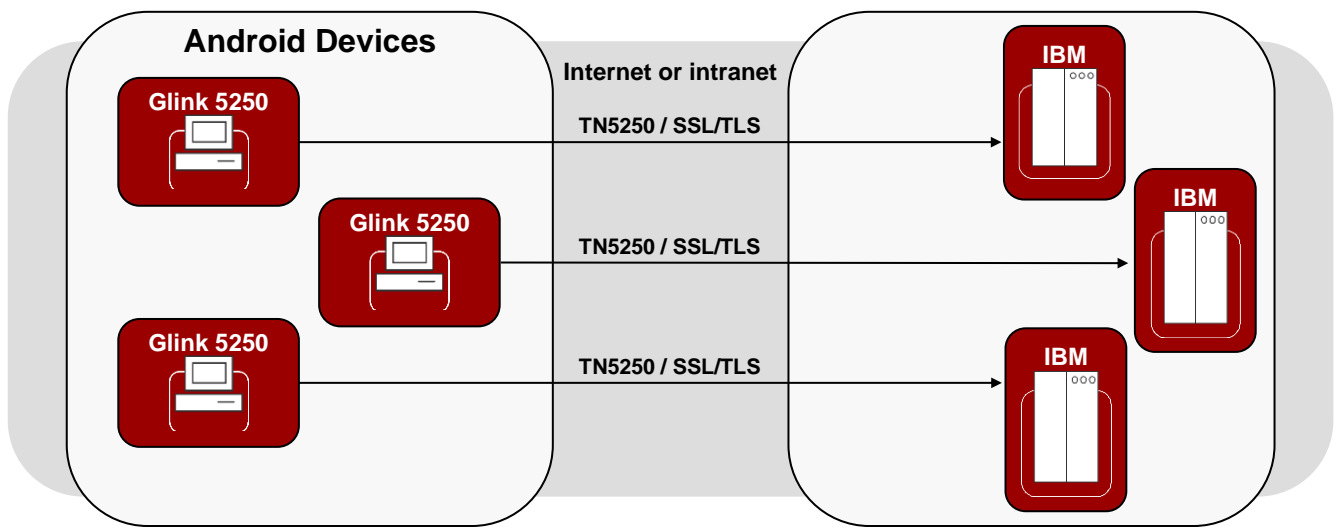 Android Devices
Internet or intranet
Glink 5250
TN5250 / SSL/TLS
IBM
Glink 5250
TN5250 / SSL/TLS
IBM
Glink 5250
TN5250 / SSL/TLS
IBM